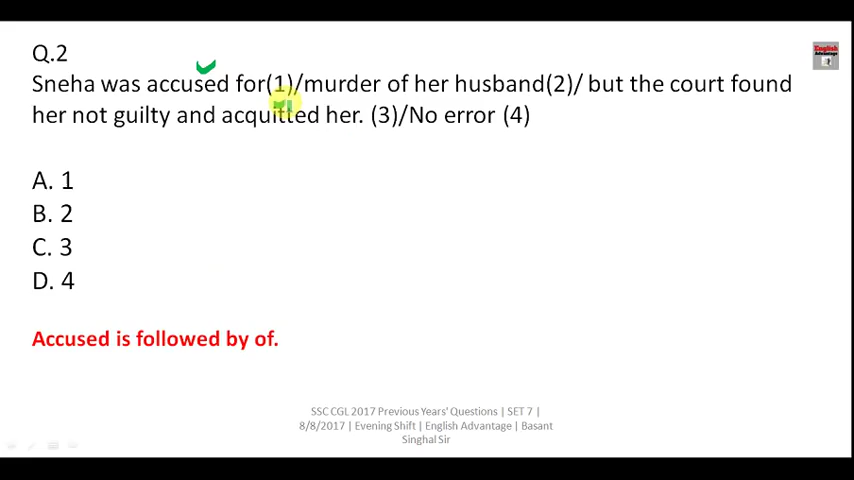 Q.2
English
Advantage
Sneha was accused for(1)/murder of her husband(2)/ but the court found
her not guilty and acquitted her. (3)/No error (4)
A. 1
B. 2
C. 3
D. 4
Accused is followed by of.
SSC CGL 2017 Previous Years' Questions | SET 7 |
8/8/2017 | Evening Shift | English Advantage | Basant
Singhal Sir